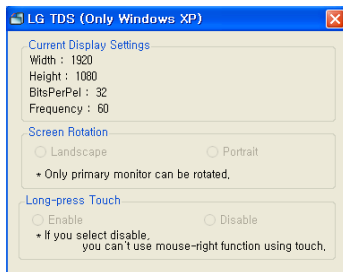 LG TDS (Only Windows XP)
Current Display Settings
Width : 1920
Height : 1080
BitsPerPel : 32
Frequency : 60
Screen Rotation
Landscape Portrait
* Only primary monitor can be rotated,
Long-press Touch
Enable Disable
* If you select disable,
you can't use mouse-right function using touch,